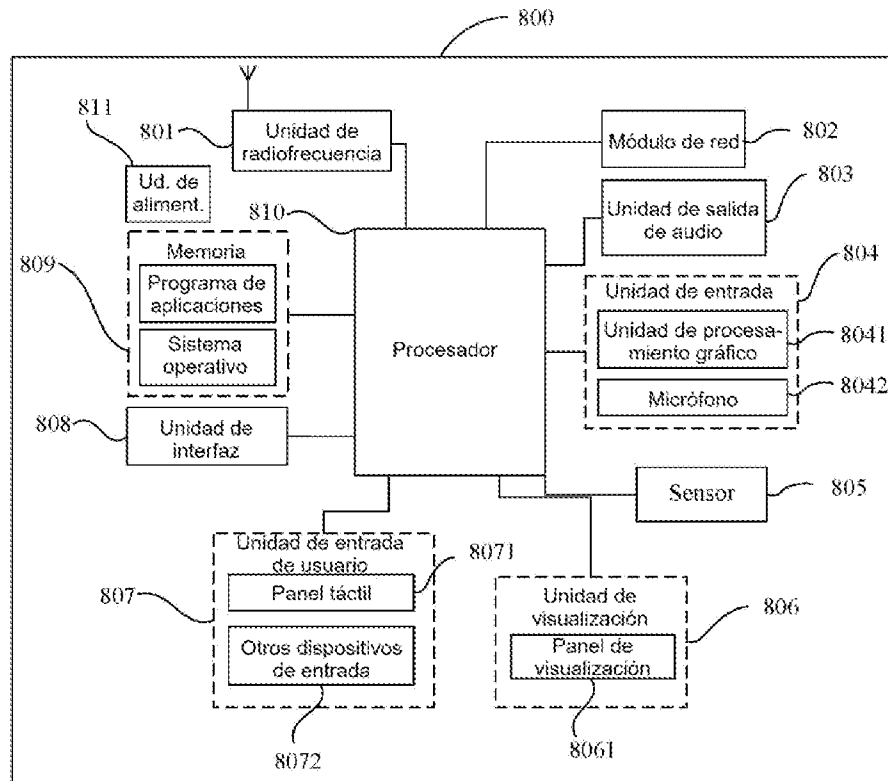 800
811
801
Unidad de
radiofrecuencia
Módulo de red
802
Ud. de
aliment.
810
Unidad de salida
de audio
803
809
Memoria
Programa de
aplicaciones
Sistema
operativo
Procesador
804
Unidad de entrada
Unidad de procesa-
miento gráfico
8041
Micrófono
8042
808
Unidad de
interfaz
Sensor
805
807
Unidad de entrada
de usuario
8071
Panel táctil
Otros dispositivos
de entrada
8072
Unidad de
visualización
806
Panel de
visualización
8061